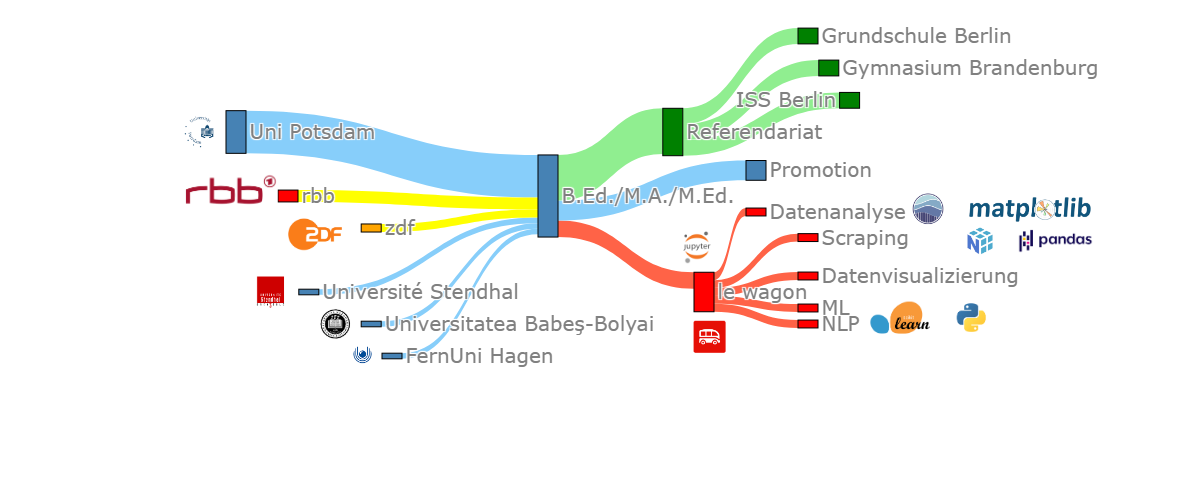 Grundschule Berlin
Gymnasium Brandenburg
ISS Berlin
Uni Potsdam
Referendariat
Promotion
rbb
rbb
B.Ed./M.A./M.Ed.
Datenanalyse
matplotlib
ZDF
zdf
jupyter
Scraping
pandas
Stendhal
Université Stendhal
le wagon
Datenvisualizierung
ML
Universitatea Babeş-Bolyai
NLP
learn
FernUni Hagen